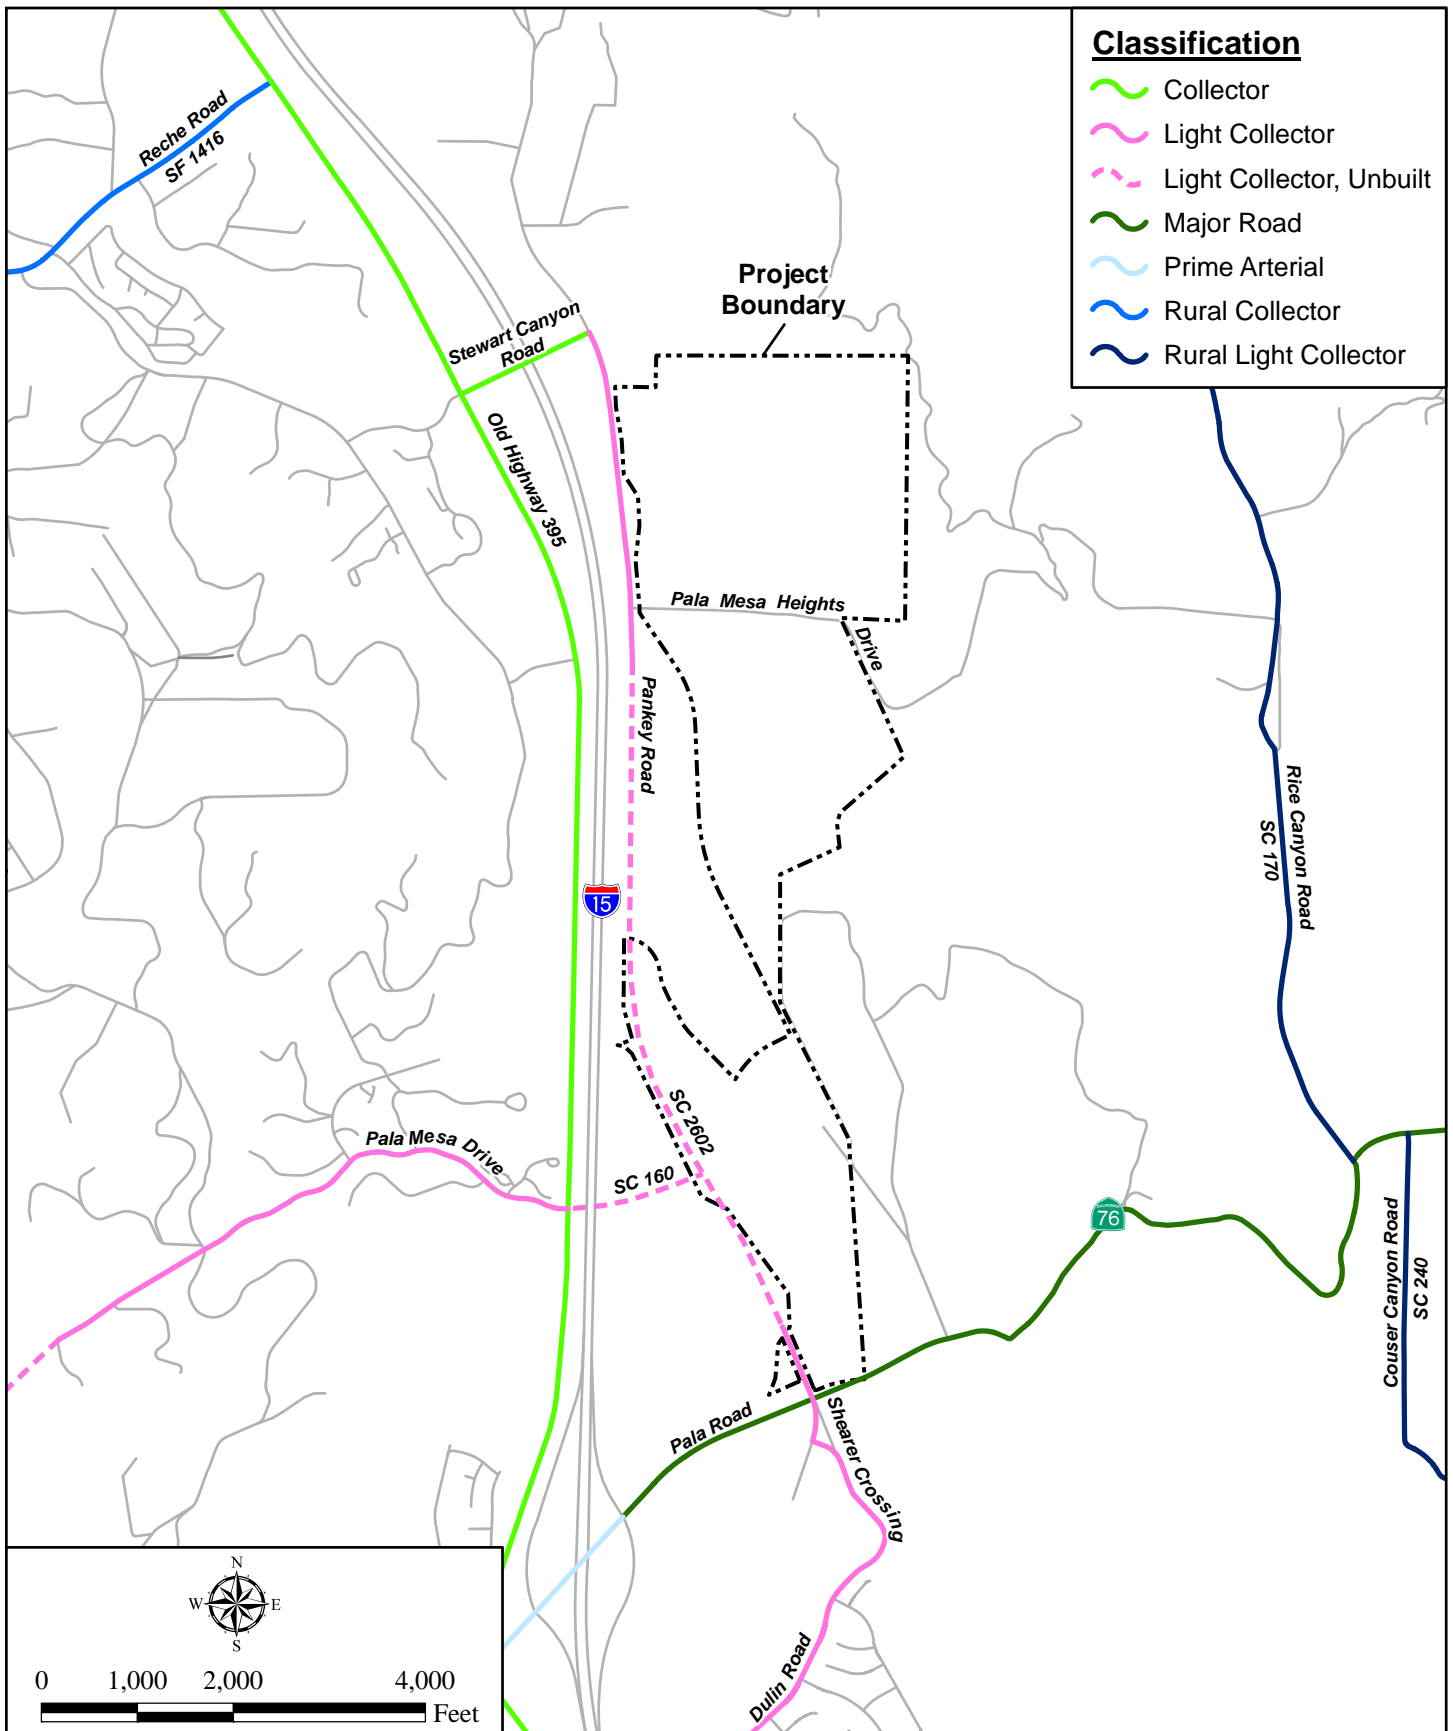 Classification
Collector
Light Collector
Light Collector, Unbuilt
Major Road
Prime Arterial
Rural Collector
Rural Light Collector
Reche Road
SF 1416
Project
Boundary
Stewart Canyon
Road
Old Highway 395
Pala Mesa Heights
Drive
Pankey Road
Rice Canyon Road
SC 170
15
SC 2602
Pala Mesa Drive
SC 160
CALIFORNIA
76
Couser Canyon Road
SC 240
Pala Road
Shearer Crossing
Dulin Road
N
W
E
S
0
1,000
2,000
4,000
Feet